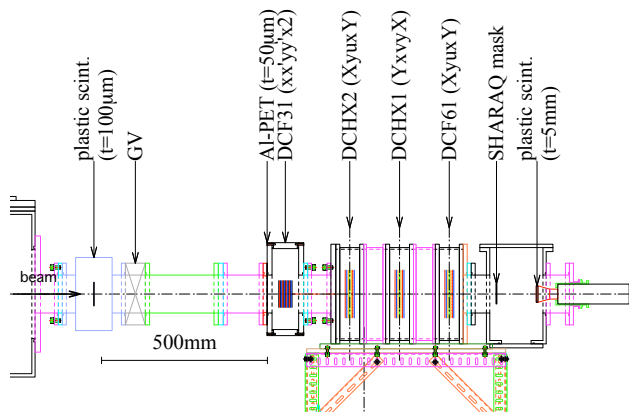 plastic scint.
(t=100μm)
GV
Al-PET (t=50μm)
DCF31 (xx'yy'x2)
DCHX2 (XyuxY)
DCHX1 (YxvyX)
DCF61 (XyuxY)
SHARAQ mask
plastic scint.
(t=5mm)
beam
500mm